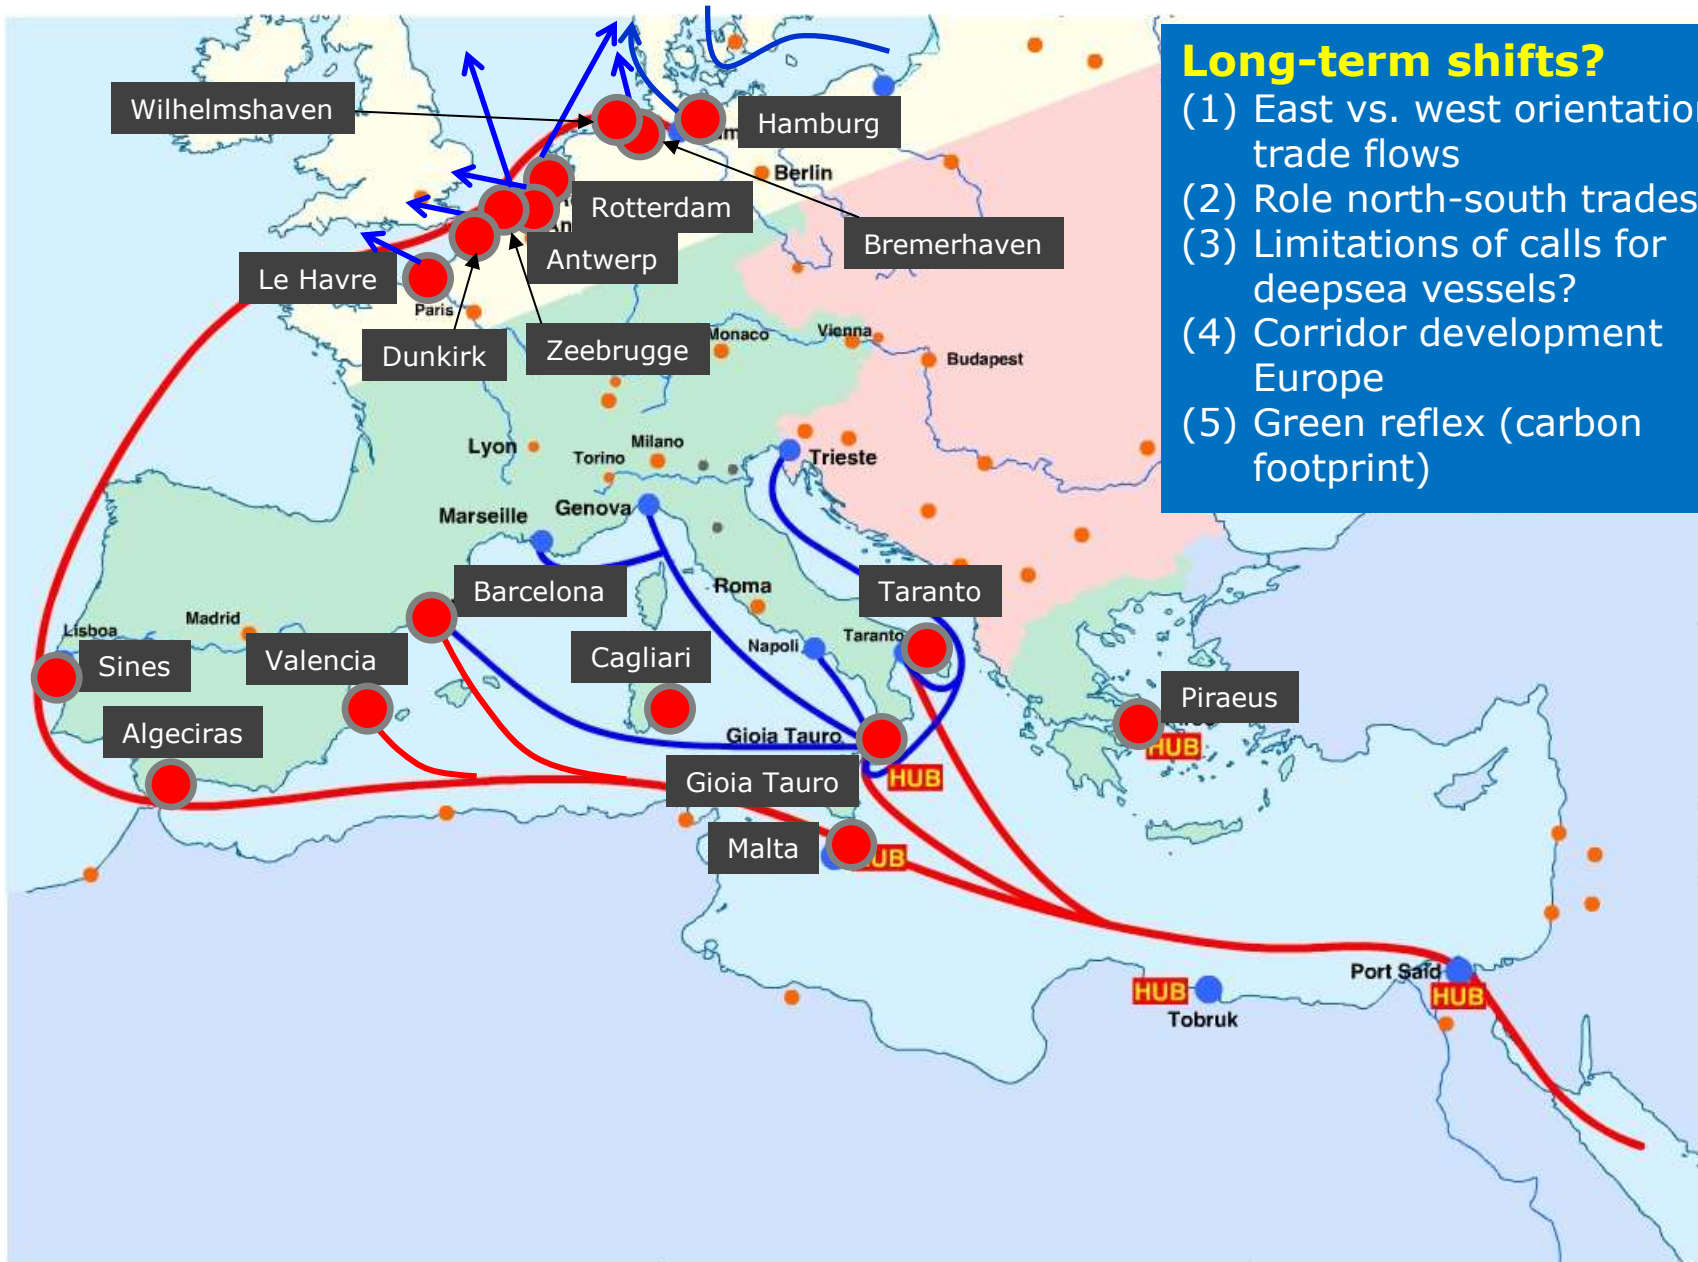 Long-term shifts?
(1) East vs. west orientation
trade flows
(2) Role north-south trades
(3) Limitations of calls for
deepsea vessels?
(4) Corridor development
Europe
(5) Green reflex (carbon
footprint)
Wilhelmshaven
Hamburg
Berlin
Rotterdam
Bremerhaven
Antwerp
Le Havre
Paris
Dunkirk
Zeebrugge
Monaco
Vienna
Budapest
Lyon
Milano
Torino
Trieste
Genova
Marseille
Barcelona
Roma
Taranto
Madrid
Lisboa
Taranto
Napoli
Sines
Valencia
Cagliari
Piraeus
Algeciras
Gioia Tauro
HUB
Gioia Tauro
HUB
Malta
HUB
Port Said
HUB
HUB
Tobruk